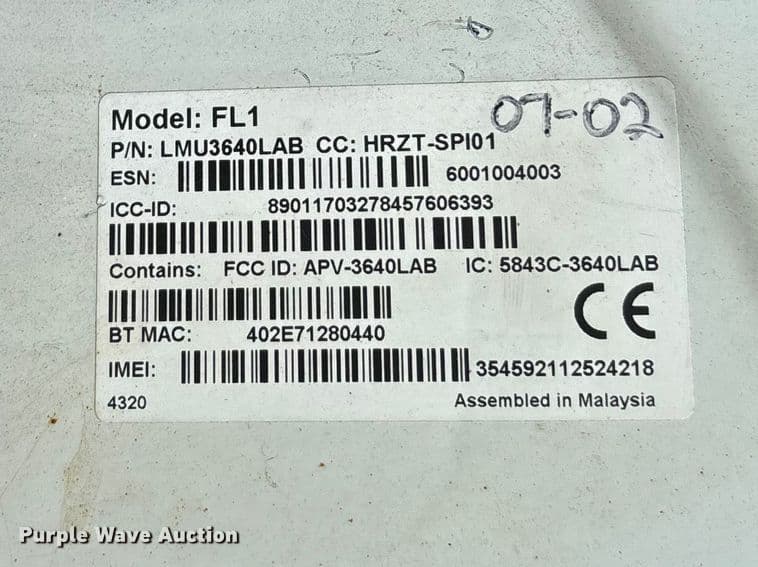 Model: FL1
07-02
P/N: LMU3640LAB CC: HRZT-SPI01
ESN: 6001004003
ICC-ID: 89011703278457606393
Contains: FCC ID: APV-3640LAB IC: 5843C-3640LAB
CE
BT MAC: 402E71280440
IMEI: 354592112524218
4320 Assembled in Malaysia
Purple Wave Auction